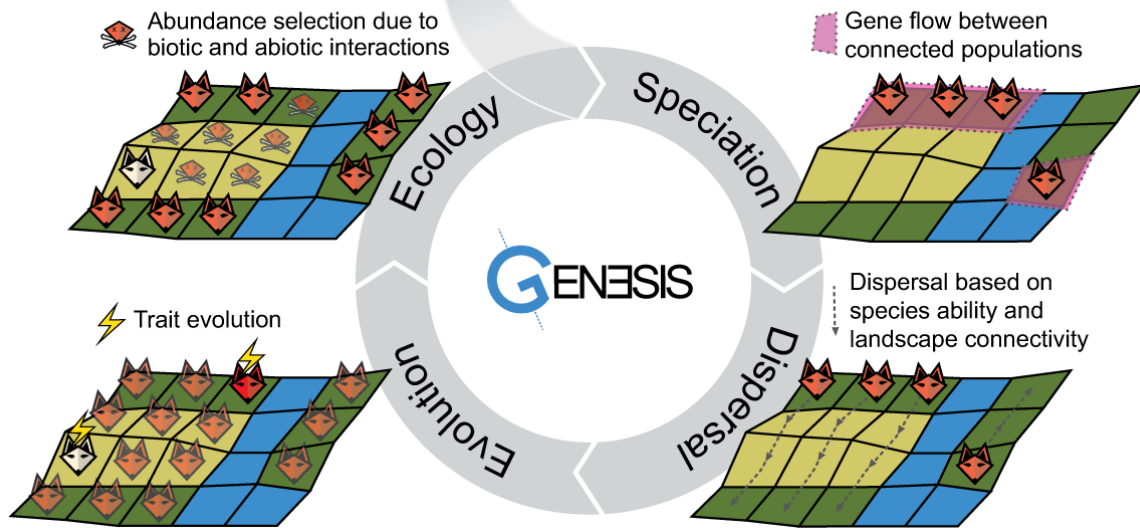 Abundance selection due to
biotic and abiotic interactions
Gene flow between
connected populations
Ecology
Speciation
GENƎSIS
Trait evolution
Dispersal based on
species ability and
landscape connectivity
Evolution
Dispersal